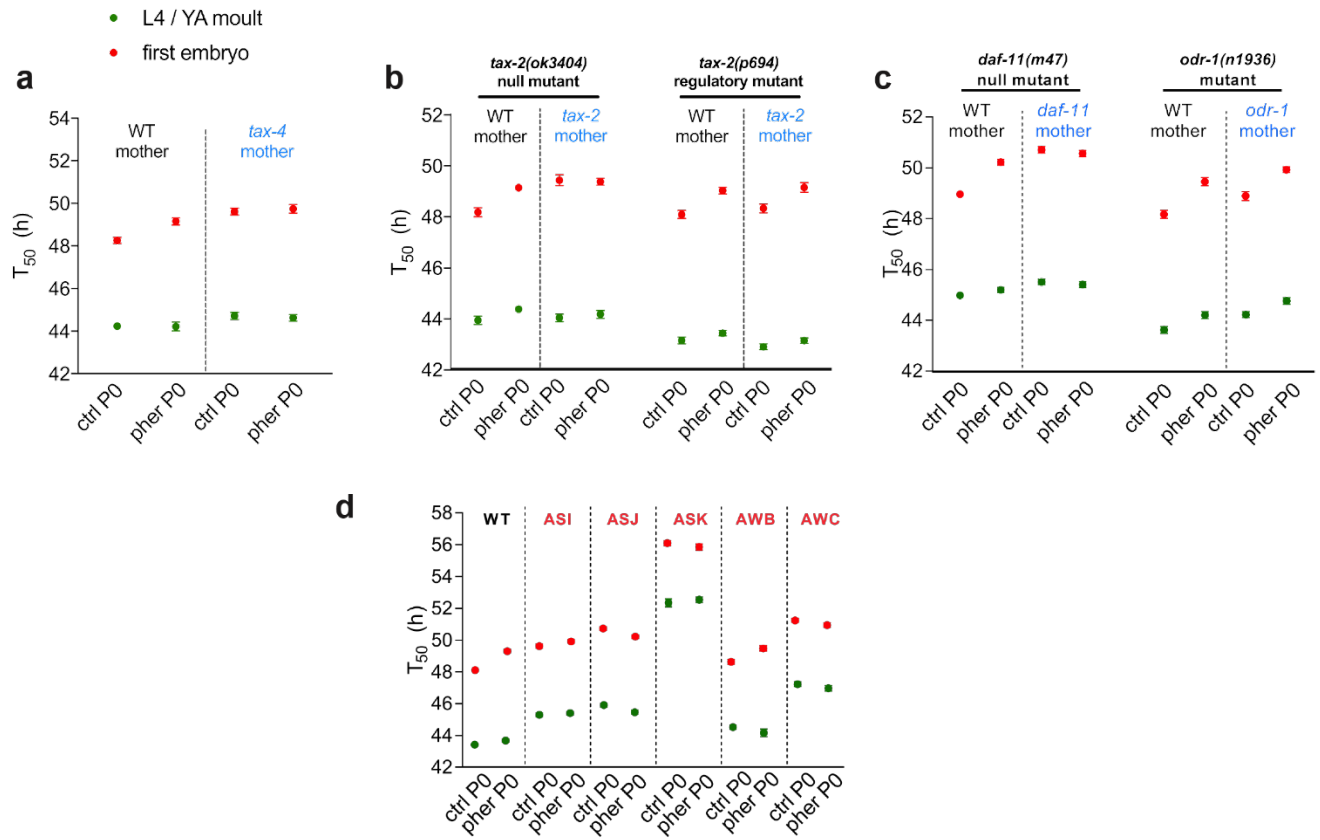 L4 / YA moult
first embryo
a
WT
mother
tax-4
mother
54
52
50
48
46
44
42
T50 (h)
ctrl P0
pher P0
ctrl P0
pher P0
b
tax-2(ok3404)
null mutant
tax-2(p694)
regulatory mutant
WT
mother
tax-2
mother
WT
mother
tax-2
mother
52
50
48
46
44
42
T50 (h)
ctrl P0
pher P0
ctrl P0
pher P0
ctrl P0
pher P0
ctrl P0
pher P0
c
daf-11(m47)
null mutant
odr-1(n1936)
mutant
WT
mother
daf-11
mother
WT
mother
odr-1
mother
52
50
48
46
44
42
T50 (h)
ctrl P0
pher P0
ctrl P0
pher P0
ctrl P0
pher P0
ctrl P0
pher P0
d
WT ASI ASJ ASK AWB AWC
58
56
54
52
50
48
46
44
42
T50 (h)
ctrl P0
pher P0
ctrl P0
pher P0
ctrl P0
pher P0
ctrl P0
pher P0
ctrl P0
pher P0
ctrl P0
pher P0